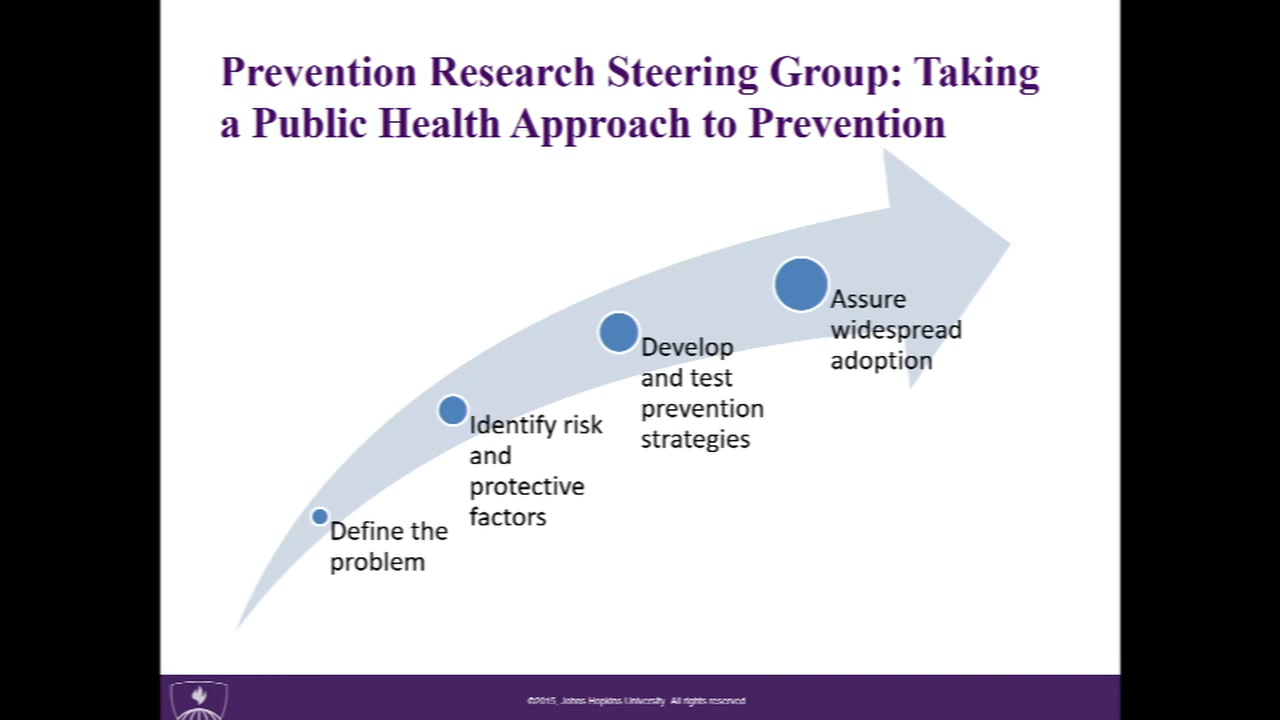 Prevention Research Steering Group: Taking
a Public Health Approach to Prevention
Define the
problem
Identify risk
and
protective
factors
Develop
and test
prevention
strategies
Assure
widespread
adoption
©2015, Johns Hopkins University. All rights reserved.